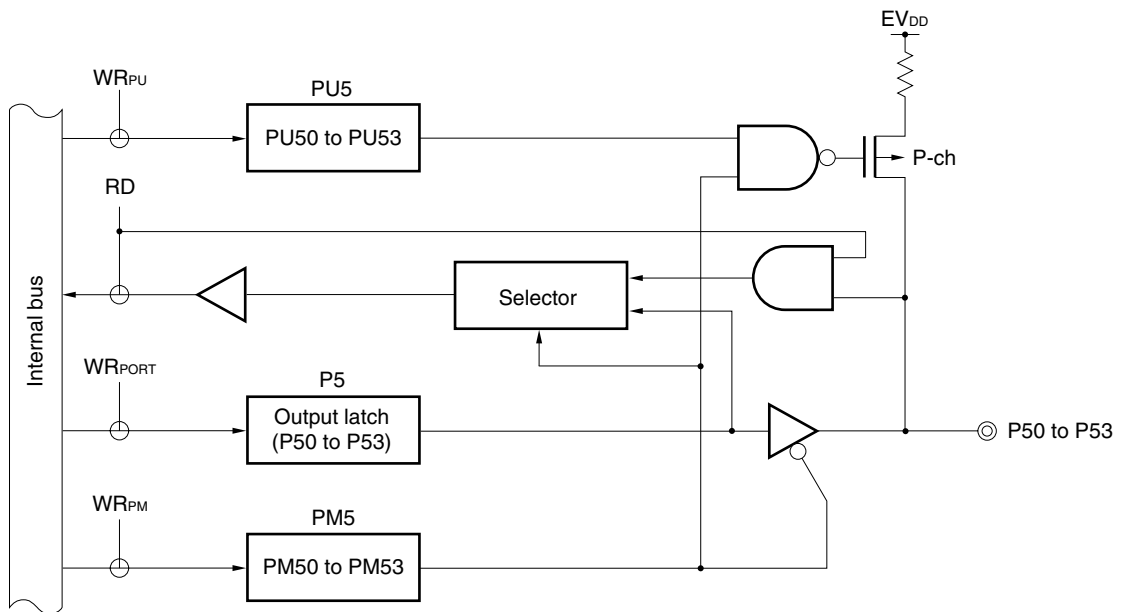 EVDD
WRPU
PU5
PU50 to PU53
P-ch
RD
Selector
Internal bus
WRPORT
P5
Output latch
(P50 to P53)
P50 to P53
WRPM
PM5
PM50 to PM53